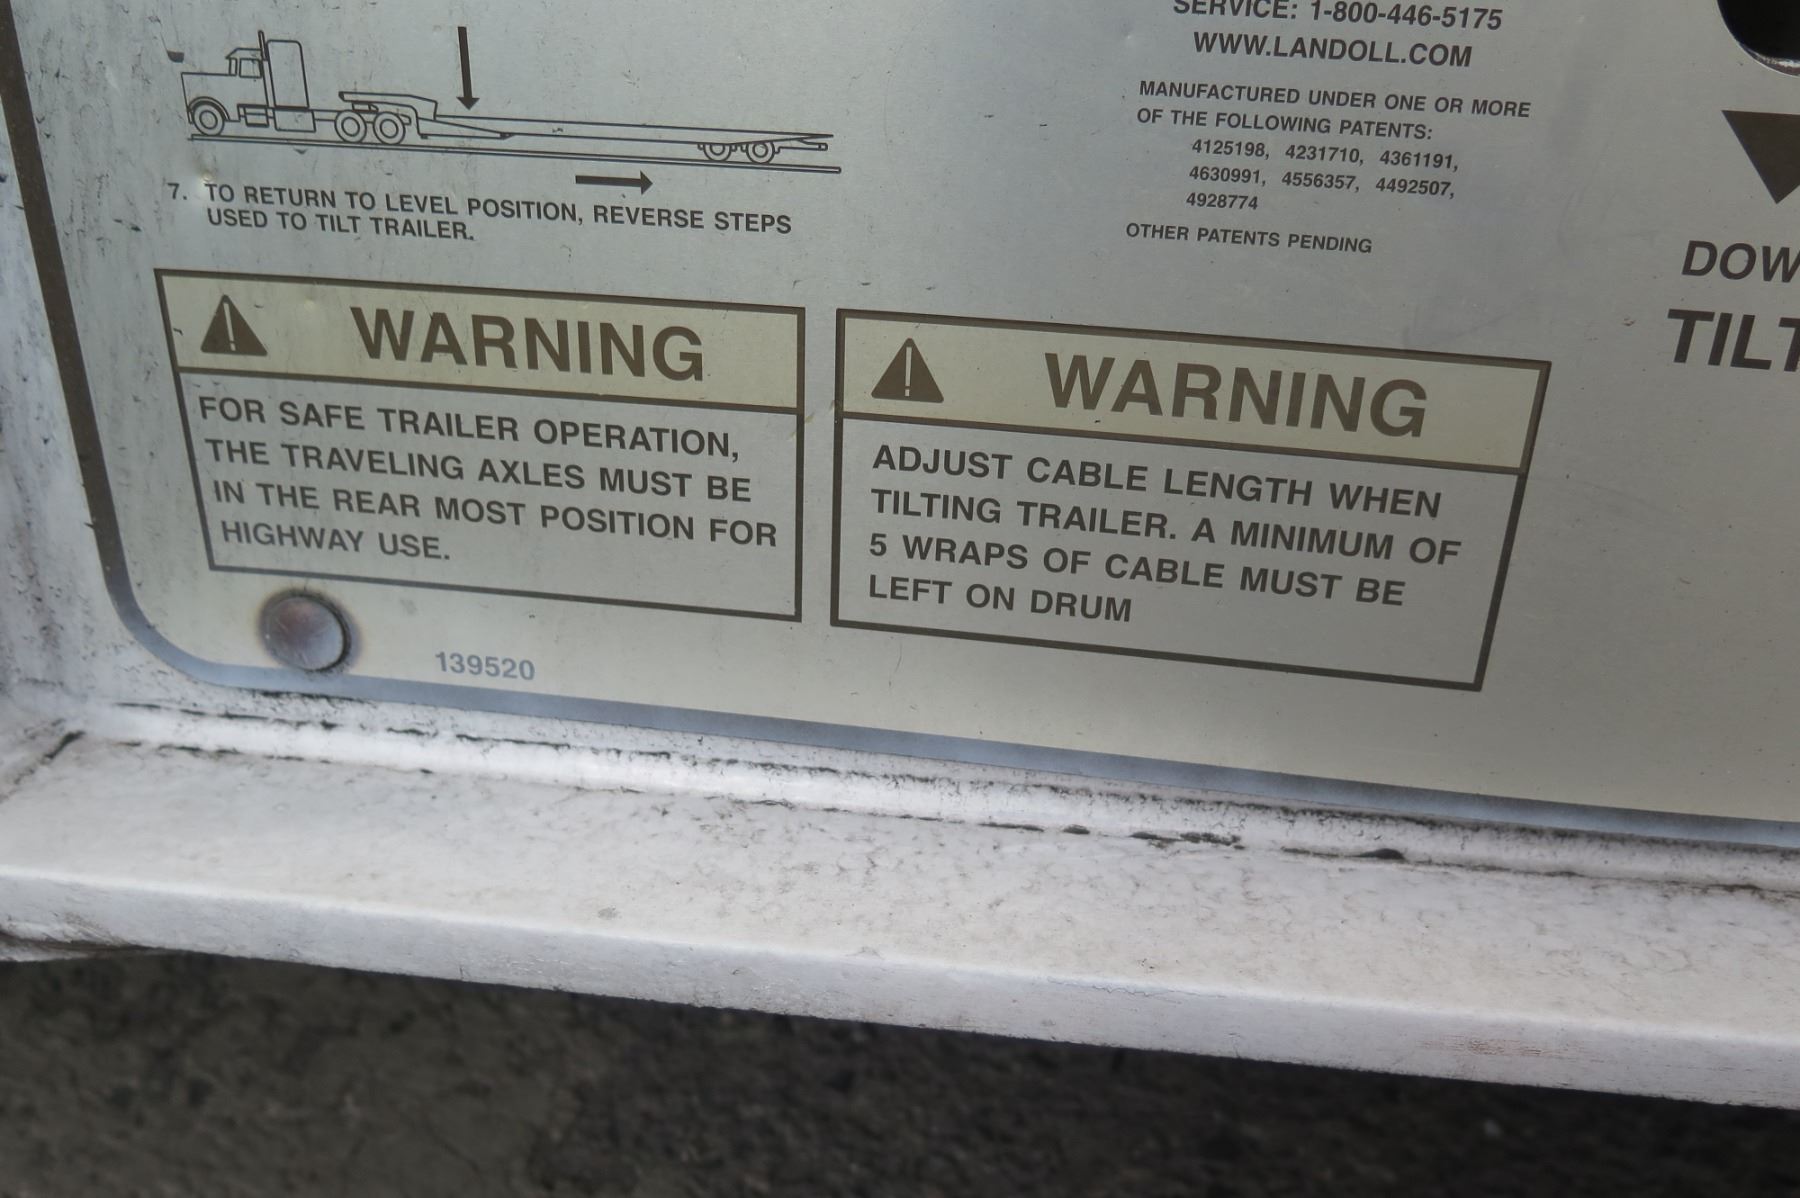 SERVICE: 1-800-446-5175
WWW.LANDOLL.COM
MANUFACTURED UNDER ONE OR MORE
OF THE FOLLOWING PATENTS:
4125198, 4231710, 4361191,
4630991, 4556357, 4492507,
4928774
OTHER PATENTS PENDING
7. TO RETURN TO LEVEL POSITION, REVERSE STEPS
USED TO TILT TRAILER.
WARNING
FOR SAFE TRAILER OPERATION,
THE TRAVELING AXLES MUST BE
IN THE REAR MOST POSITION FOR
HIGHWAY USE.
WARNING
ADJUST CABLE LENGTH WHEN
TILTING TRAILER. A MINIMUM OF
5 WRAPS OF CABLE MUST BE
LEFT ON DRUM
139520
DOW
TILT